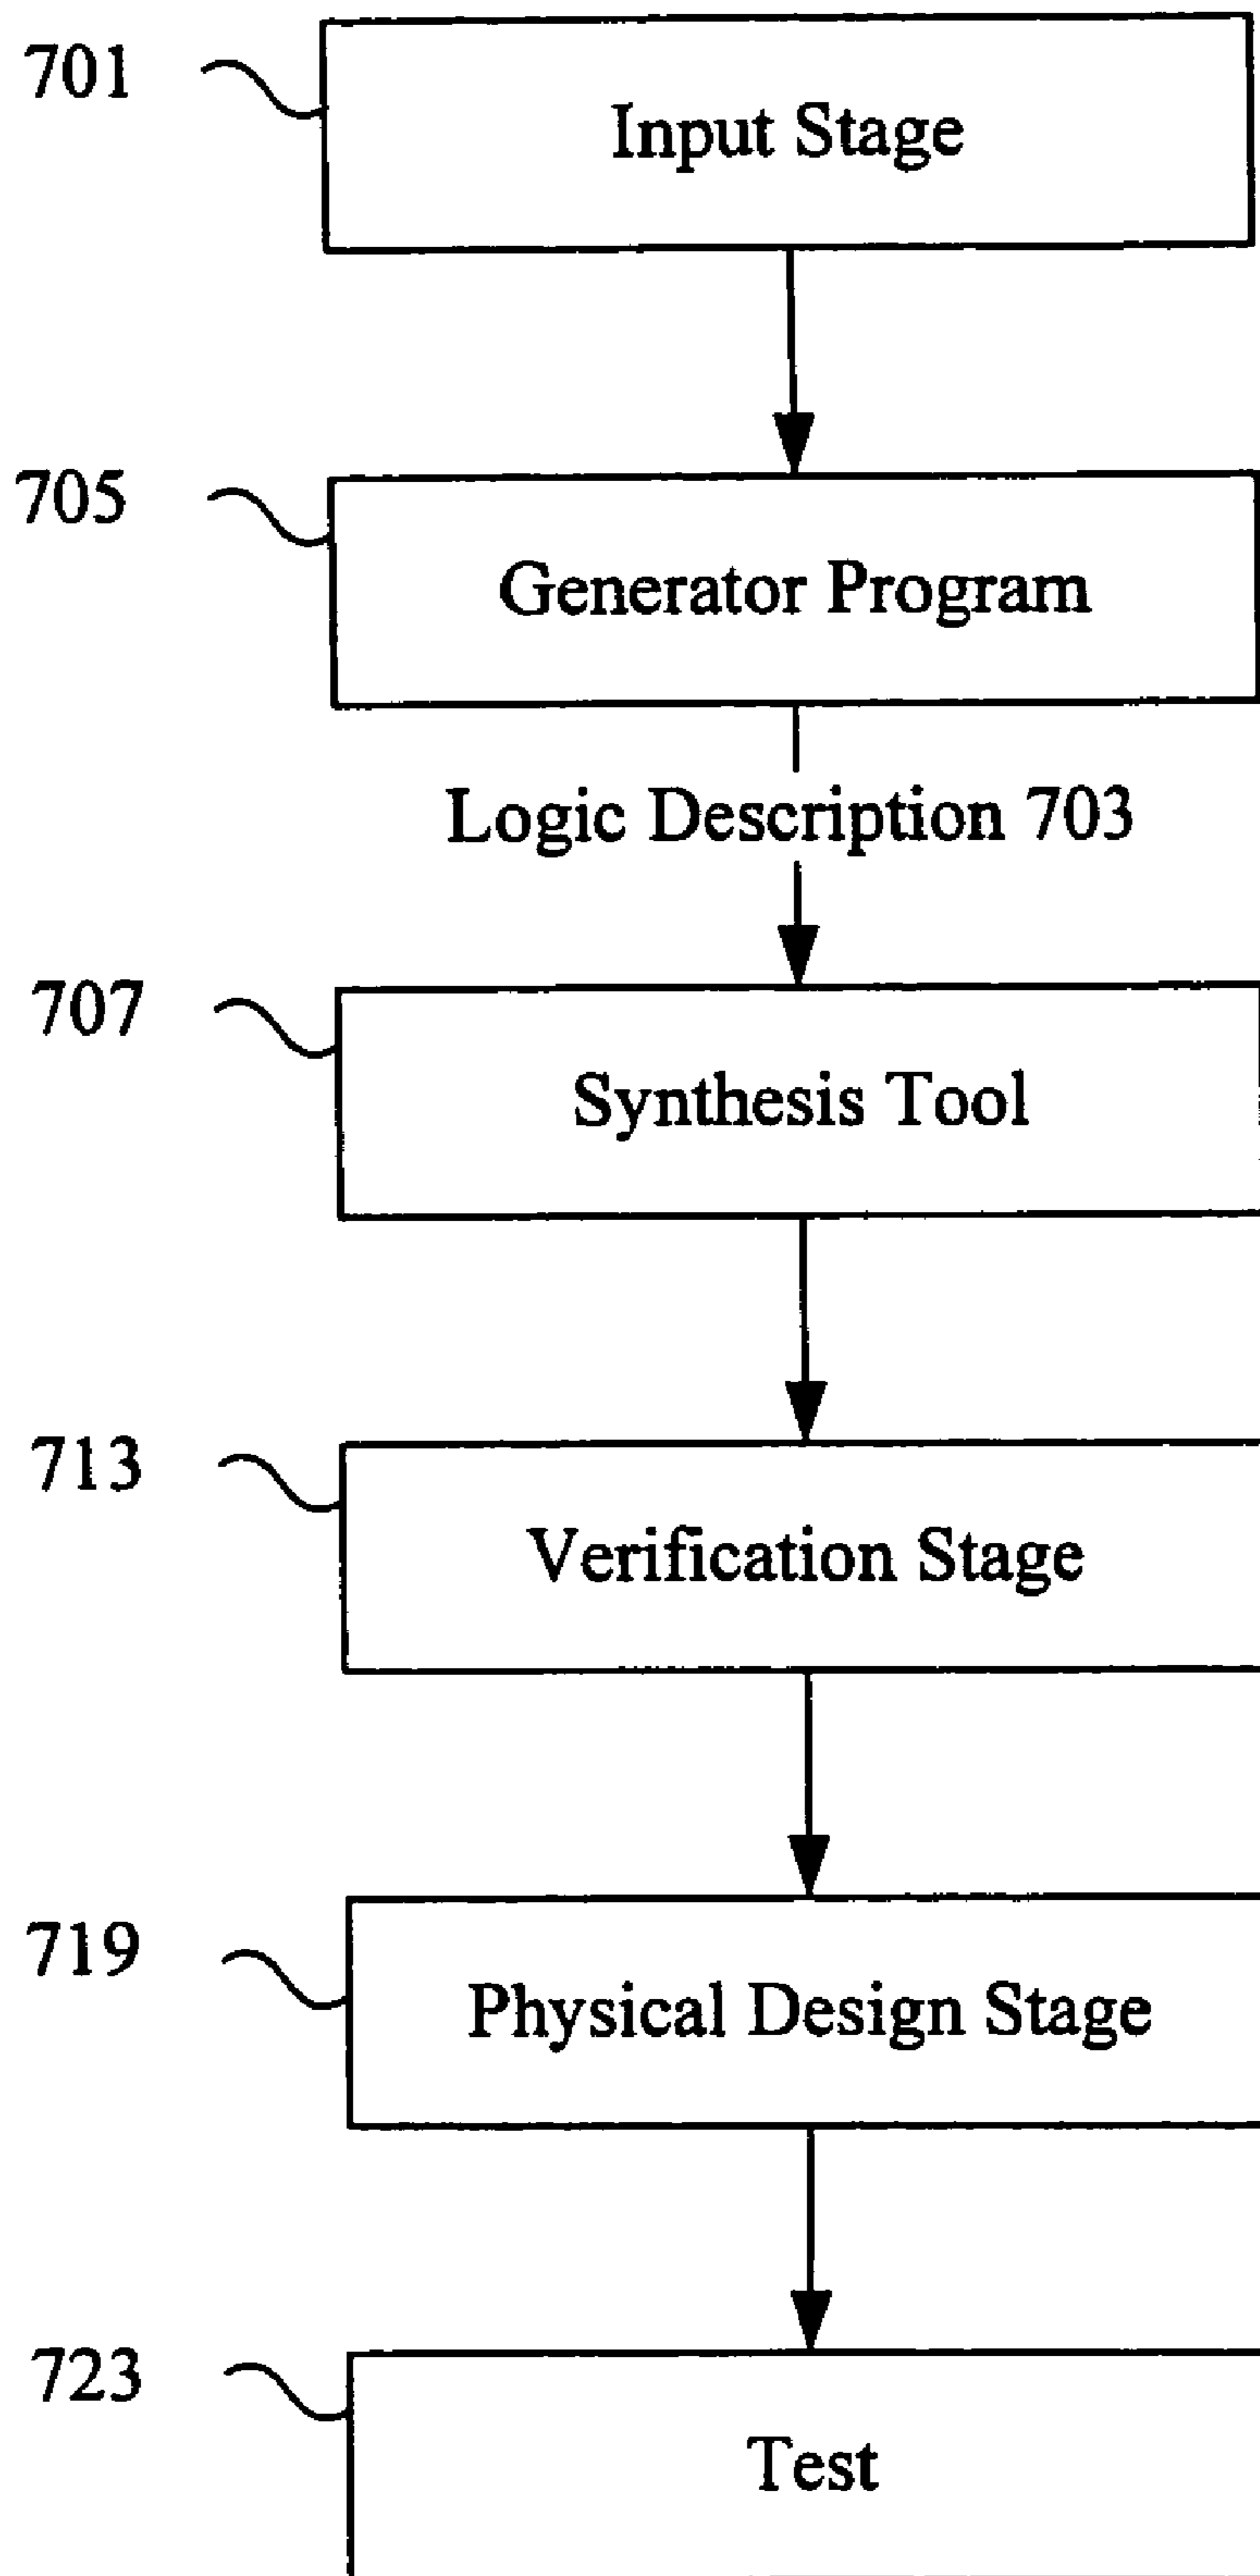 701
Input Stage
705
Generator Program
Logic Description 703
707
Synthesis Tool
713
Verification Stage
719
Physical Design Stage
723
Test